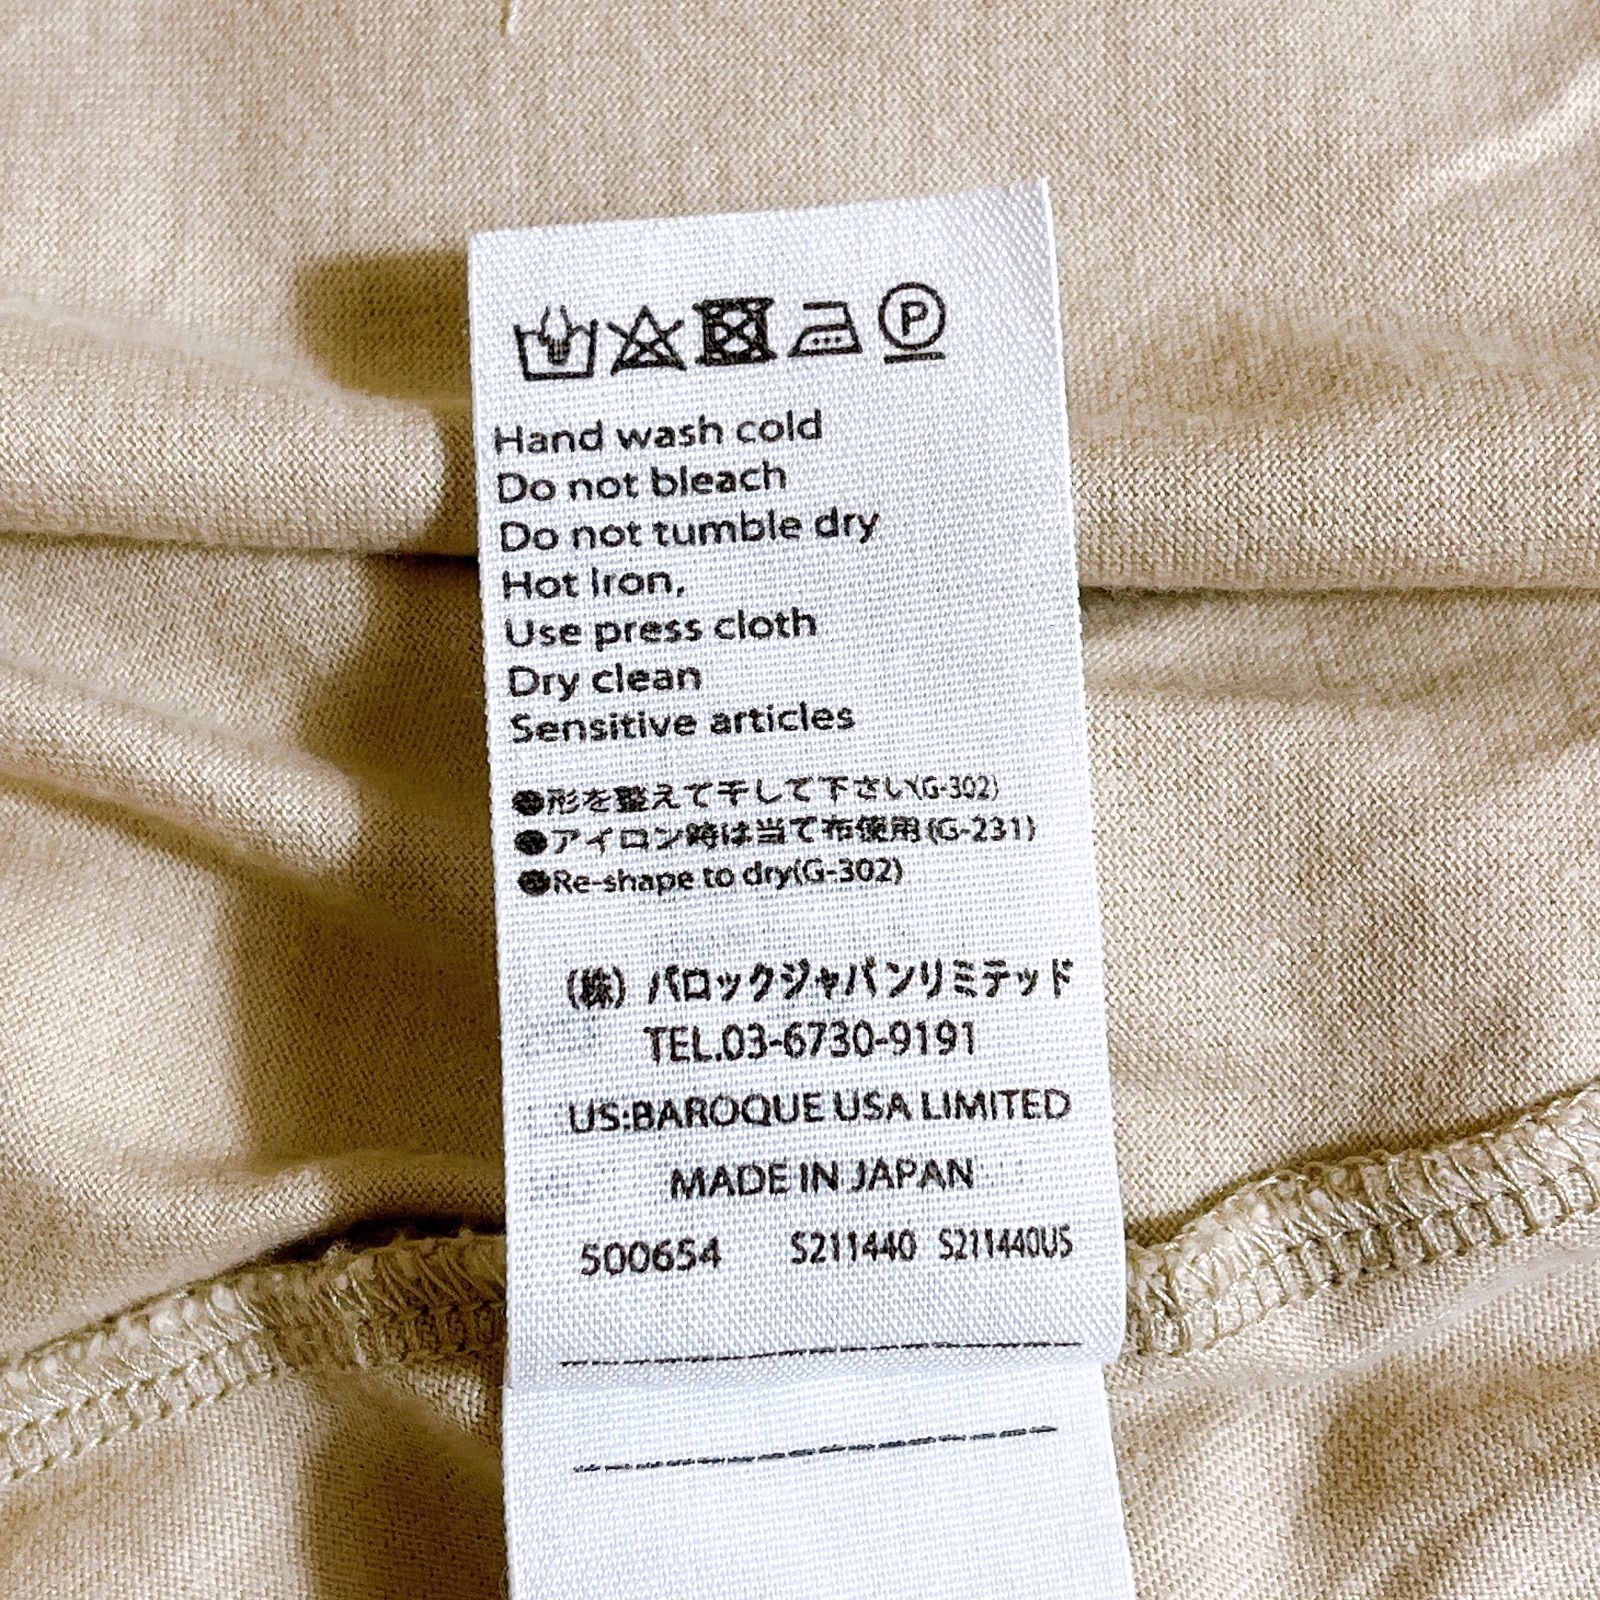 P
Hand wash cold
Do not bleach
Do not tumble dry
Hot Iron,
Use press cloth
Dry clean
Sensitive articles
●形を整えて干して下さい(G-302)
●アイロン時は当て布使用(G-231)
●Re-shape to dry(G-302)
(株) バロックジャパンリミテッド
TEL.03-6730-9191
US:BAROQUE USA LIMITED
MADE IN JAPAN
500654 S211440 S211440US